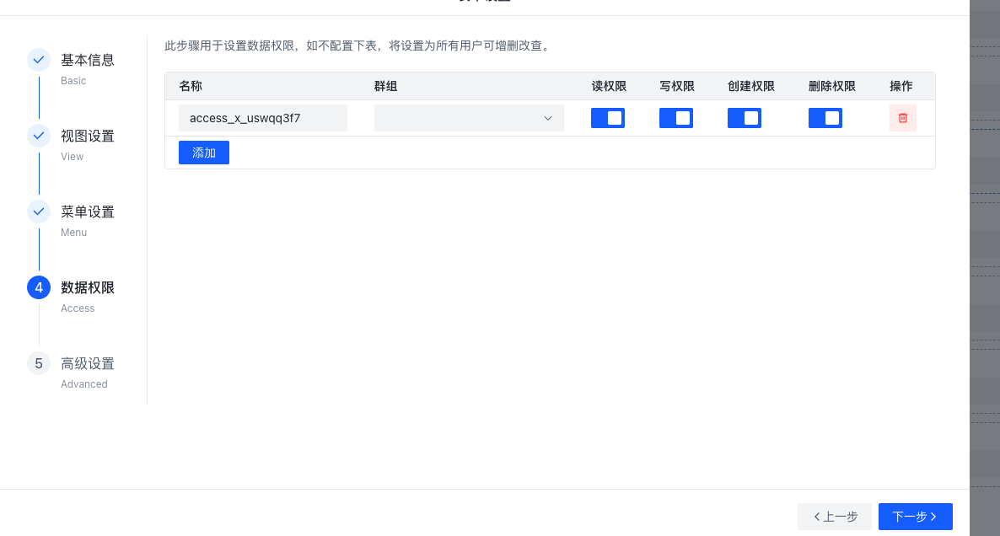 基本信息
Basic
视图设置
View
菜单设置
Menu
4 数据权限
Access
5 高级设置
Advanced
此步骤用于设置数据权限，如不配置下表，将设置为所有用户可增删改查。
名称 群组 读权限 写权限 创建权限 删除权限 操作
access_x_uswqq3f7
添加
上一步 下一步